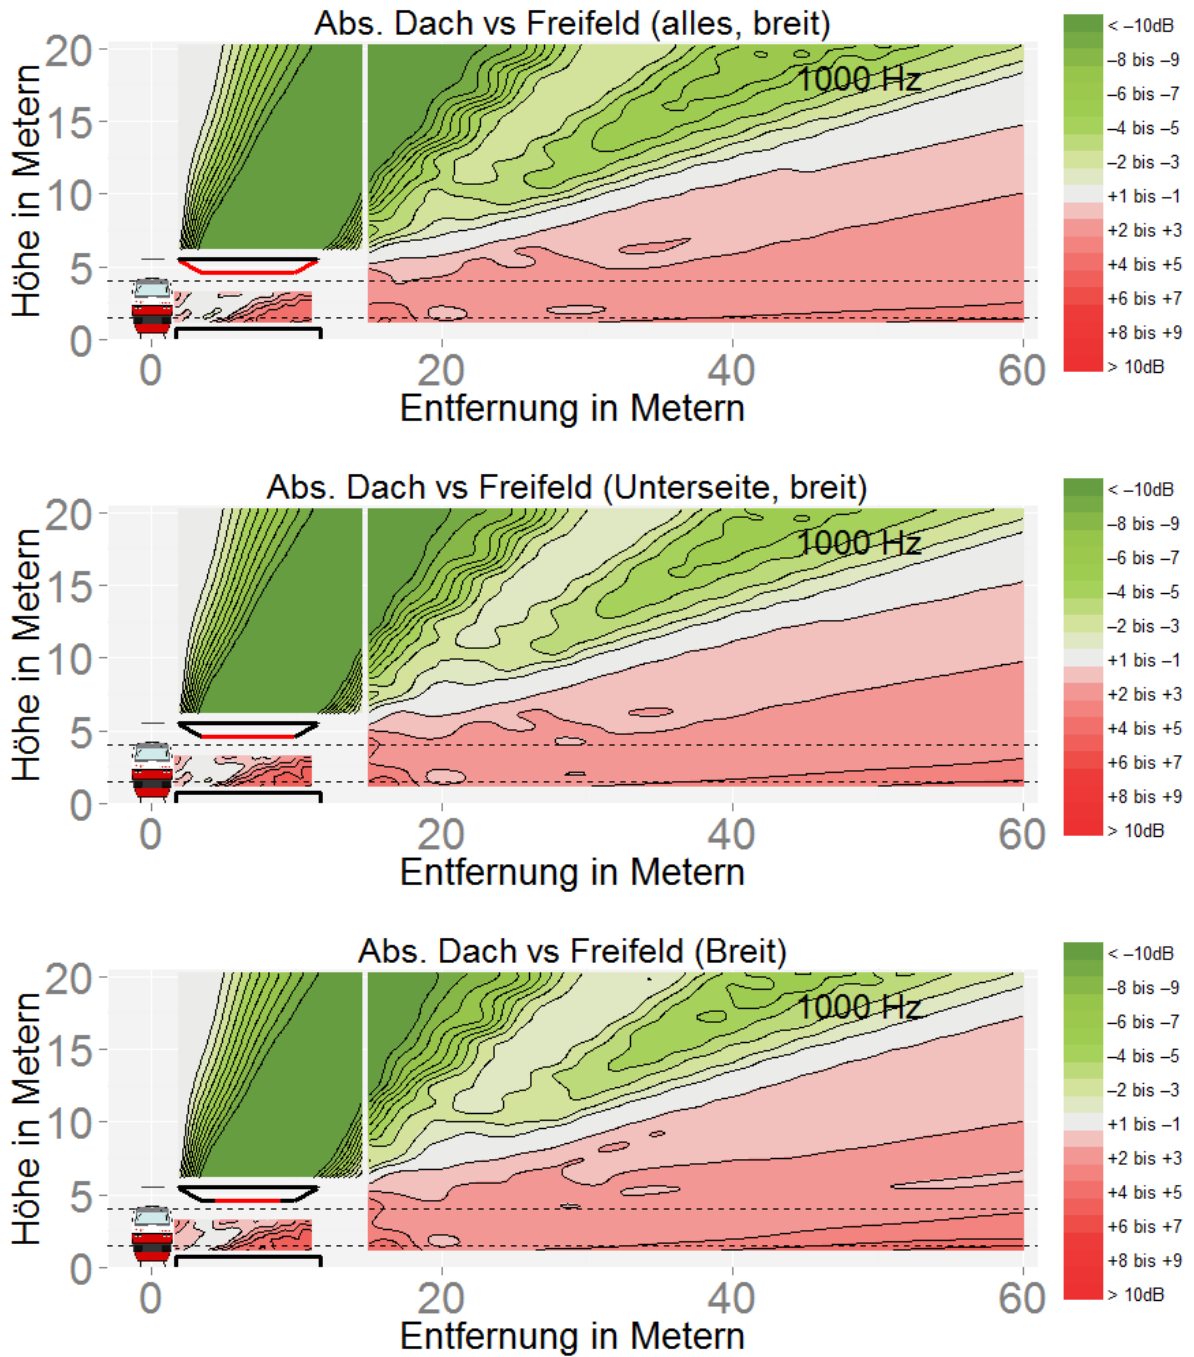 Abs. Dach vs Freifeld (alles, breit)
Höhe in Metern
20
15
10
5
0
1000 Hz
0 20 40 60
Entfernung in Metern
< –10dB
–8 bis –9
–6 bis –7
–4 bis –5
–2 bis –3
+1 bis –1
+2 bis +3
+4 bis +5
+6 bis +7
+8 bis +9
> 10dB
Abs. Dach vs Freifeld (Unterseite, breit)
Höhe in Metern
20
15
10
5
0
1000 Hz
0 20 40 60
Entfernung in Metern
< –10dB
–8 bis –9
–6 bis –7
–4 bis –5
–2 bis –3
+1 bis –1
+2 bis +3
+4 bis +5
+6 bis +7
+8 bis +9
> 10dB
Abs. Dach vs Freifeld (Breit)
Höhe in Metern
20
15
10
5
0
1000 Hz
0 20 40 60
Entfernung in Metern
< –10dB
–8 bis –9
–6 bis –7
–4 bis –5
–2 bis –3
+1 bis –1
+2 bis +3
+4 bis +5
+6 bis +7
+8 bis +9
> 10dB